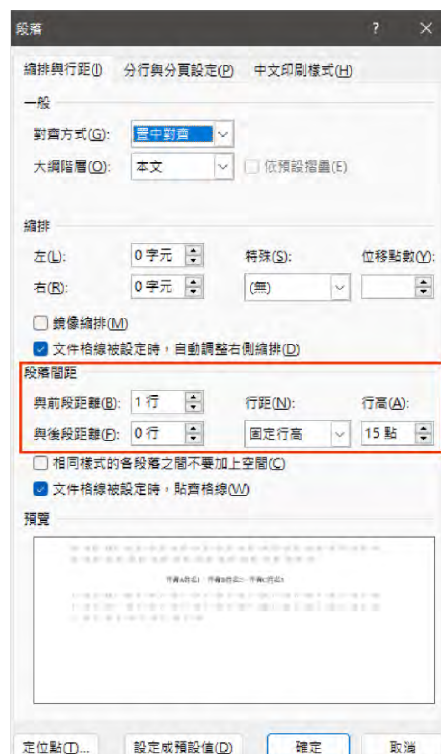 段落 ? ×
縮排與行距(I) 分行與分頁設定(P) 中文印刷樣式(H)
一般
對齊方式(G): 置中對齊
大綱階層(O): 本文 依預設摺疊(E)
縮排
左(L): 0 字元 特殊(S): 位移點數(Y):
右(R): 0 字元 (無)
鏡像縮排(M)
文件格線被設定時，自動調整右側縮排(D)
段落間距
與前段距離(B): 1 行 行距(N): 行高(A):
與後段距離(F): 0 行 固定行高 15 點
相同樣式的各段落之間不要加上空間(C)
文件格線被設定時，貼齊格線(W)
預覽
定位點(T)... 設定成預設值(D) 確定 取消